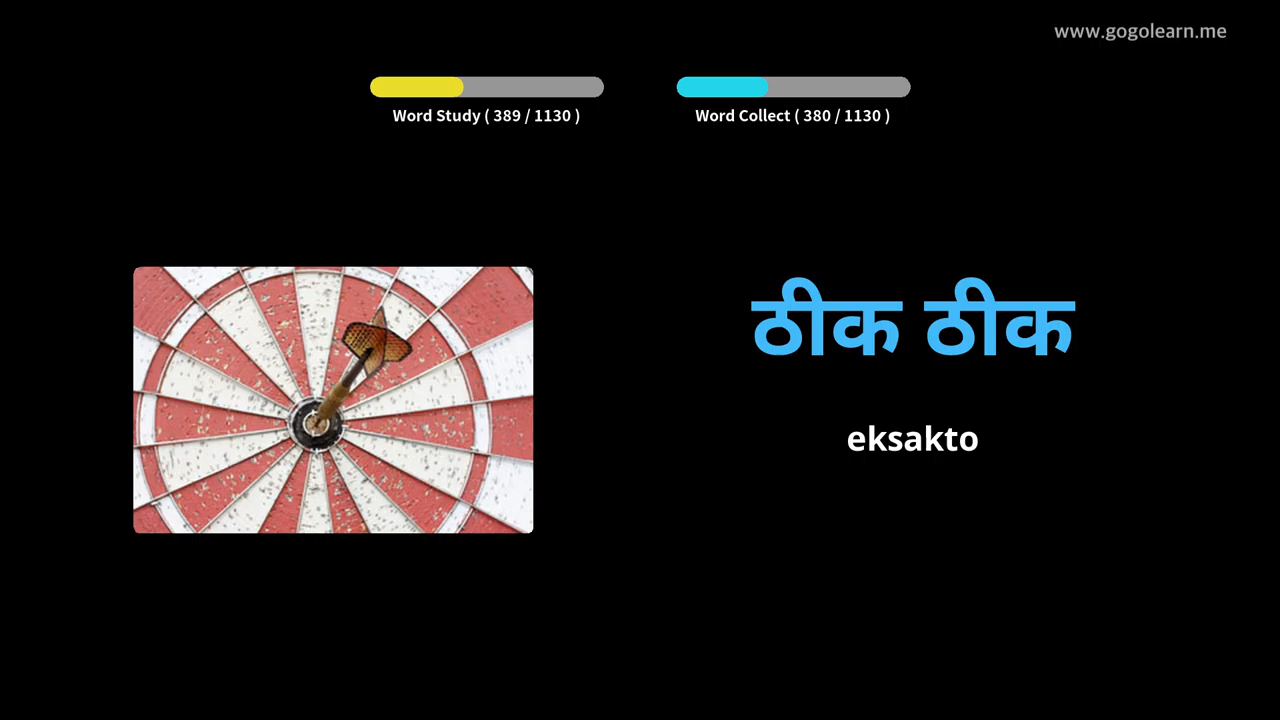 www.gogolearn.me
Word Study ( 389 / 1130 )
Word Collect ( 380 / 1130 )
ठीक ठीक
eksakto